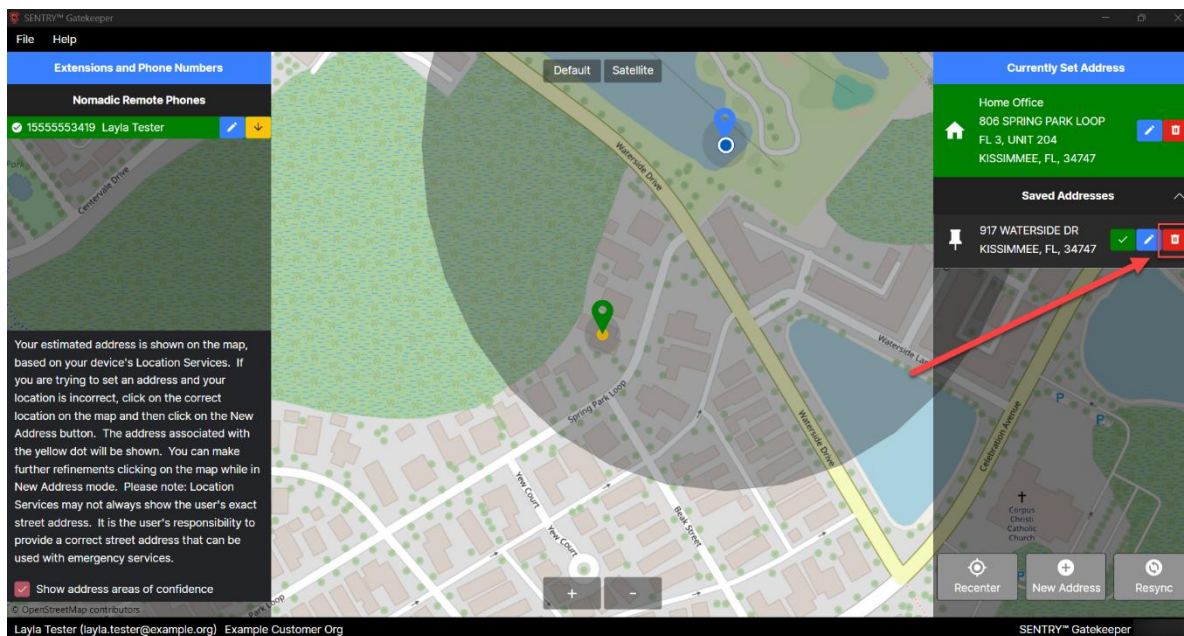 SENTRY™ Gatekeeper
File Help
Extensions and Phone Numbers
Nomadic Remote Phones
15555553419 Layla Tester
Park
Centervale Drive
Your estimated address is shown on the map,
based on your device's Location Services. If
you are trying to set an address and your
location is incorrect, click on the correct
location on the map and then click on the New
Address button. The address associated with
the yellow dot will be shown. You can make
further refinements clicking on the map while in
New Address mode. Please note: Location
Services may not always show the user's exact
street address. It is the user's responsibility to
provide a correct street address that can be
used with emergency services.
Show address areas of confidence
© OpenStreetMap contributors
Default Satellite
Waterside Drive
Spring Park Loop
Waterside Drive
Yew Court
Beak Street
Yew Court
Park Loop
+ -
Currently Set Address
Home Office
806 SPRING PARK LOOP
FL 3, UNIT 204
KISSIMMEE, FL, 34747
Saved Addresses
917 WATERSIDE DR
KISSIMMEE, FL, 34747
Celebration Avenue
P
P
Corpus
Christi
Catholic
Church
P
Recenter New Address Resync
Layla Tester (layla.tester@example.org) Example Customer Org
SENTRY™ Gatekeeper